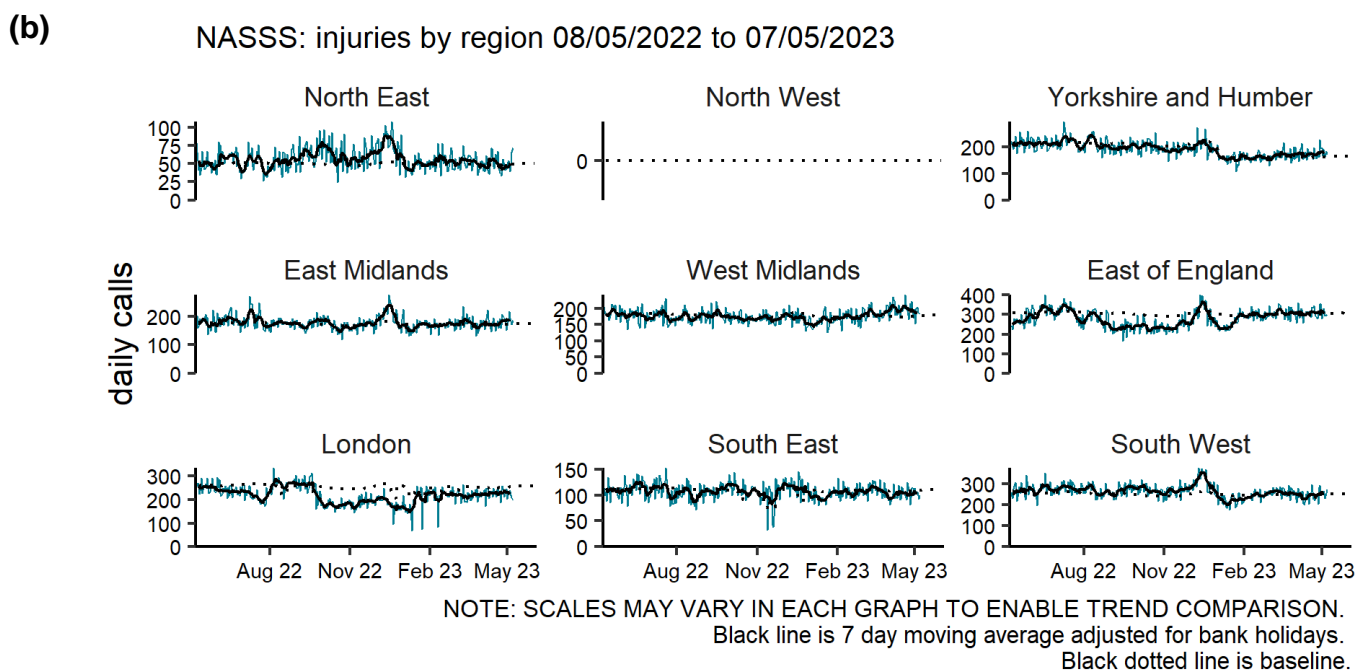 (b)
NASSS: injuries by region 08/05/2022 to 07/05/2023
North East
North West
Yorkshire and Humber
100
75
50
25
0
0
200
100
0
daily calls
East Midlands
West Midlands
East of England
200
100
0
200
150
100
50
0
400
300
200
100
0
London
South East
South West
300
200
100
0
150
100
50
0
300
200
100
0
Aug 22 Nov 22 Feb 23 May 23
Aug 22 Nov 22 Feb 23 May 23
Aug 22 Nov 22 Feb 23 May 23
NOTE: SCALES MAY VARY IN EACH GRAPH TO ENABLE TREND COMPARISON.
Black line is 7 day moving average adjusted for bank holidays.
Black dotted line is baseline.